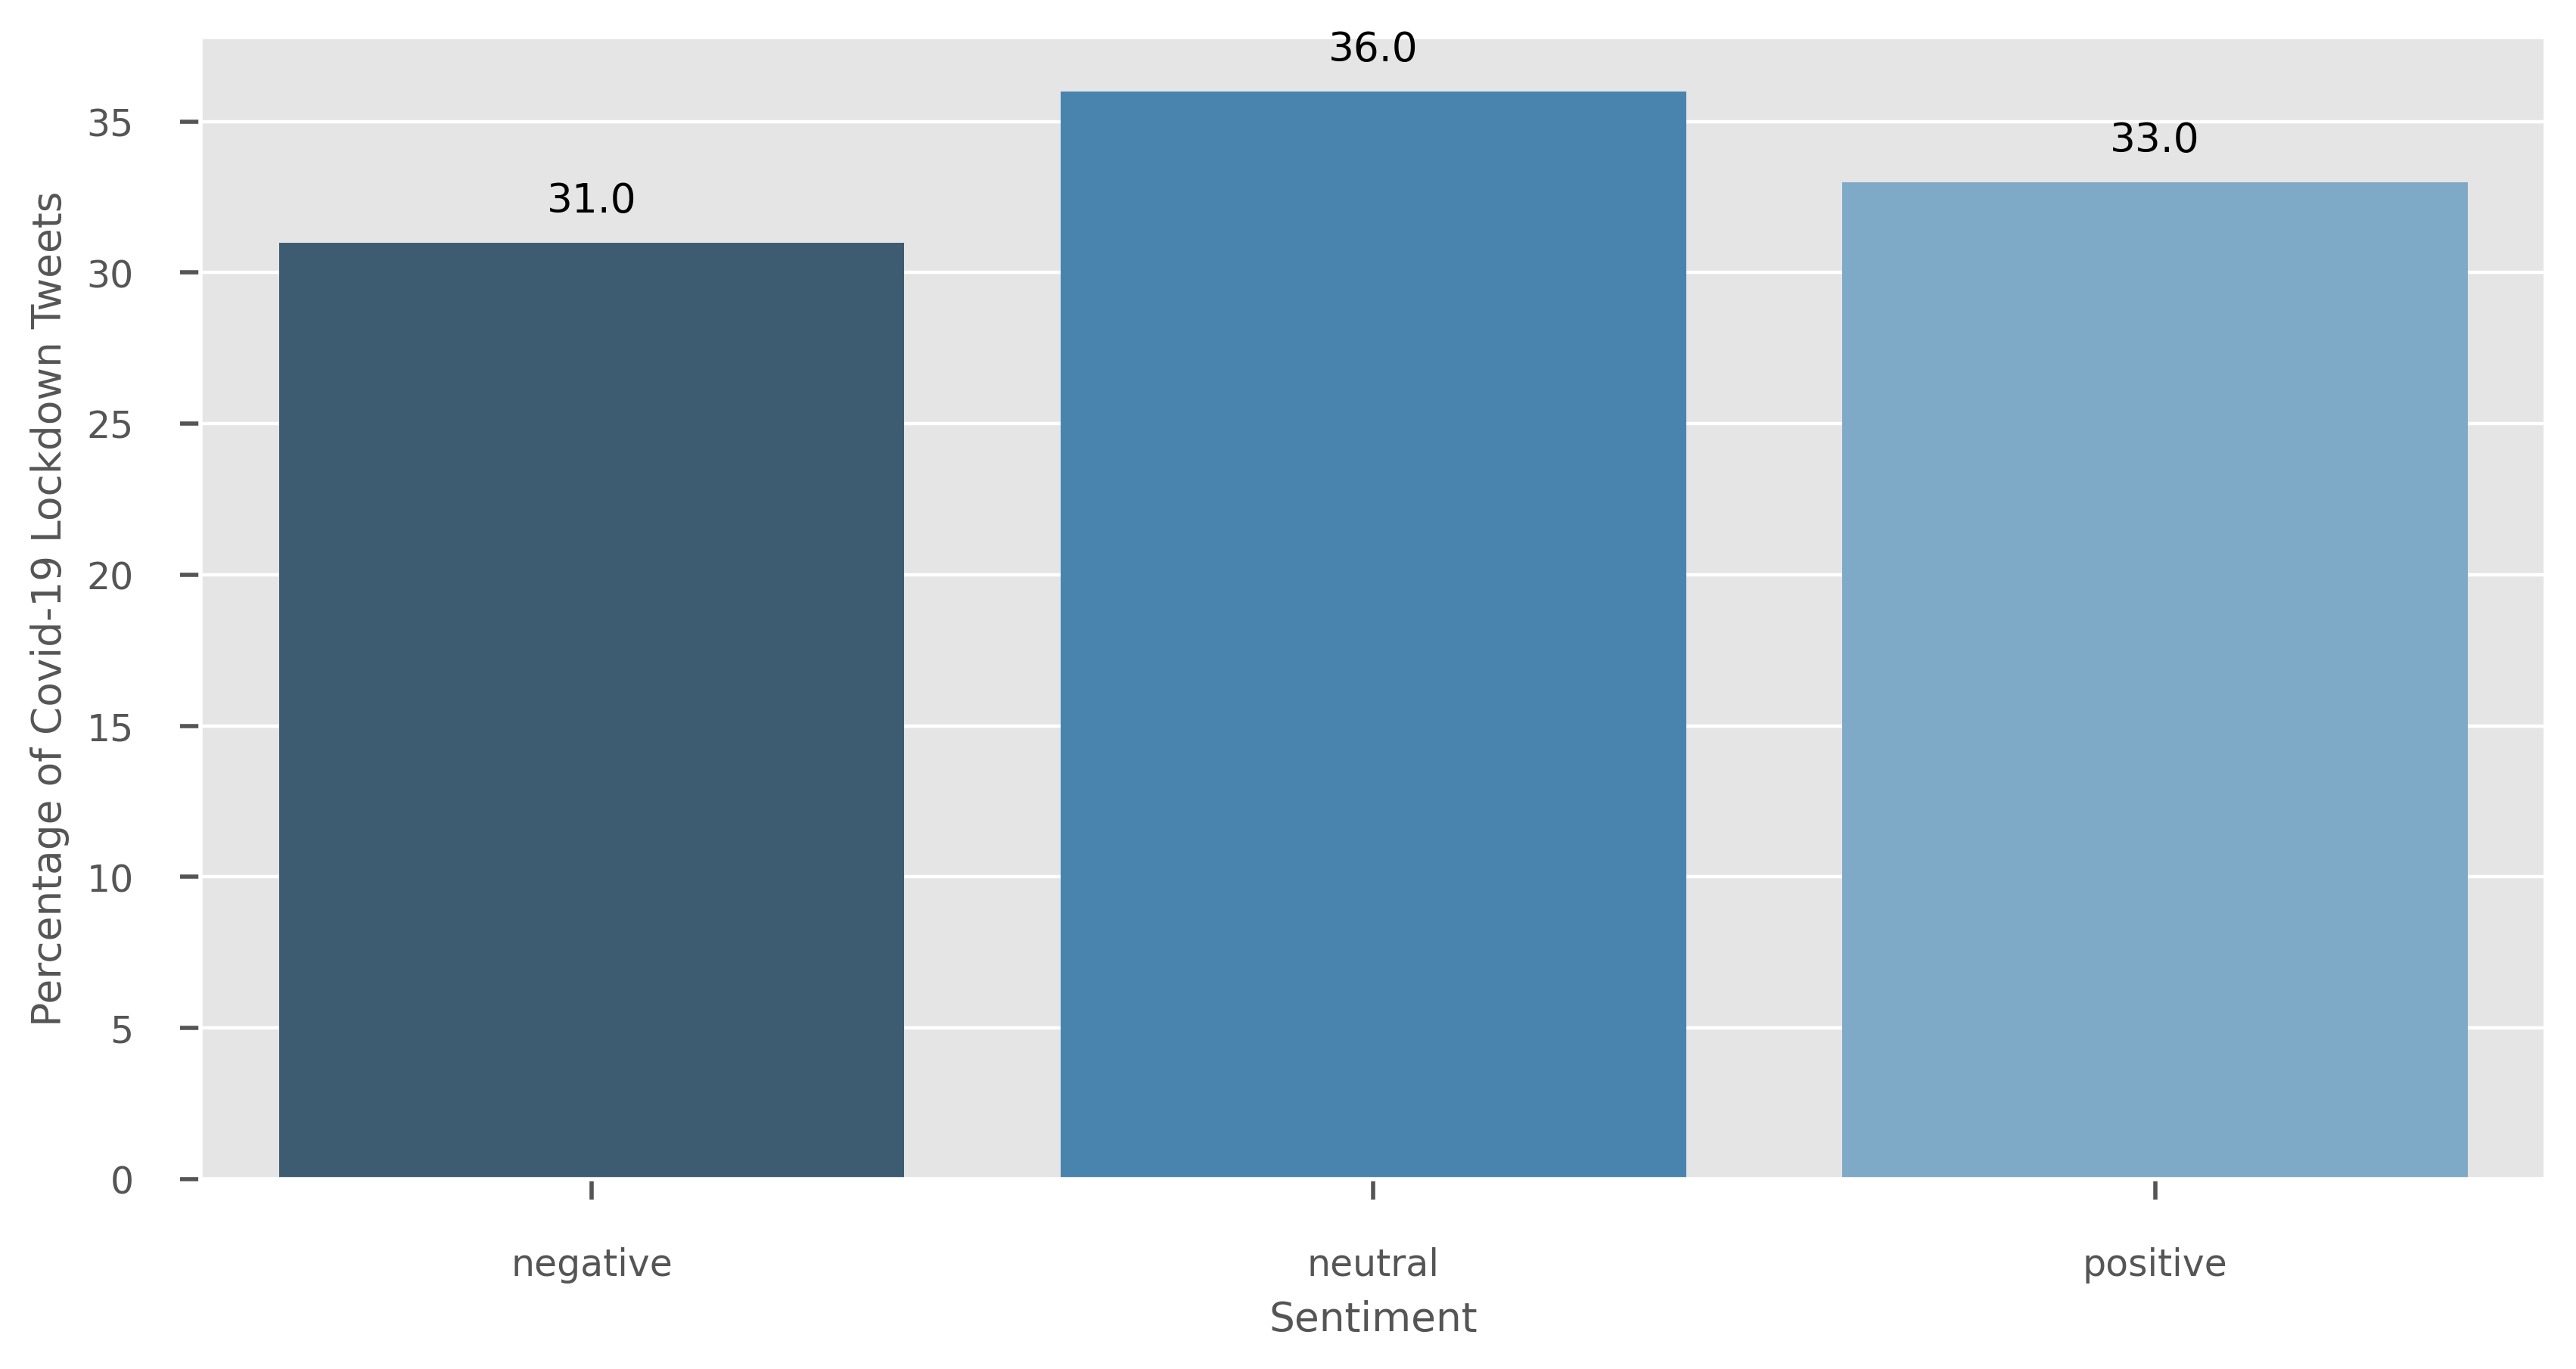 36.0
33.0
31.0
35
30
25
20
15
10
5
0
Percentage of Covid-19 Lockdown Tweets
negative
neutral
positive
Sentiment